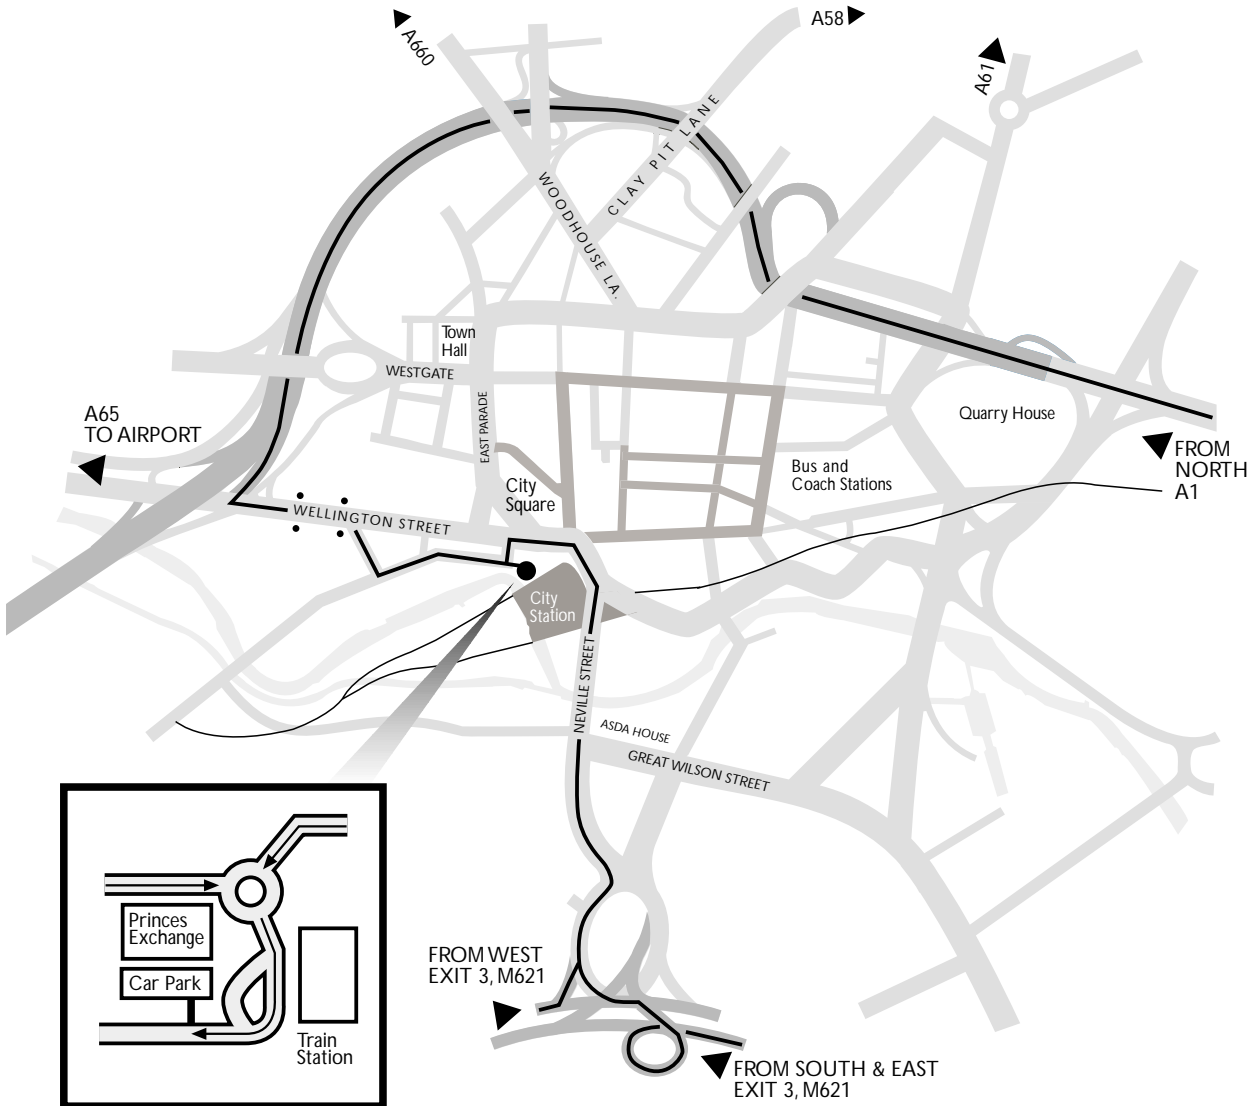 A660
A58
A61
WOODHOUSE LA.
CLAY PIT LANE
Town
Hall
WESTGATE
A65
TO AIRPORT
EAST PARADE
Quarry House
FROM
NORTH
A1
Bus and
Coach Stations
City
Square
WELLINGTON STREET
City
Station
NEVILLE STREET
ASDA HOUSE
GREAT WILSON STREET
Princes
Exchange
Car Park
Train
Station
FROM WEST
EXIT 3, M621
FROM SOUTH & EAST
EXIT 3, M621